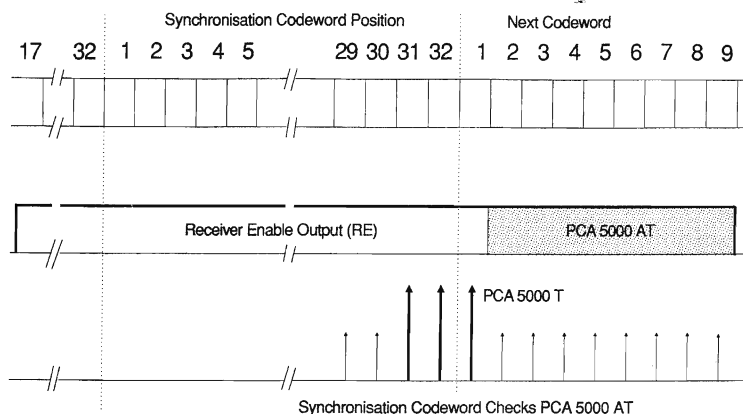 Synchronisation Codeword Position Next Codeword
17 32 1 2 3 4 5 29 30 31 32 1 2 3 4 5 6 7 8 9
Receiver Enable Output (RE) PCA 5000 AT
PCA 5000 T
Synchronisation Codeword Checks PCA 5000 AT